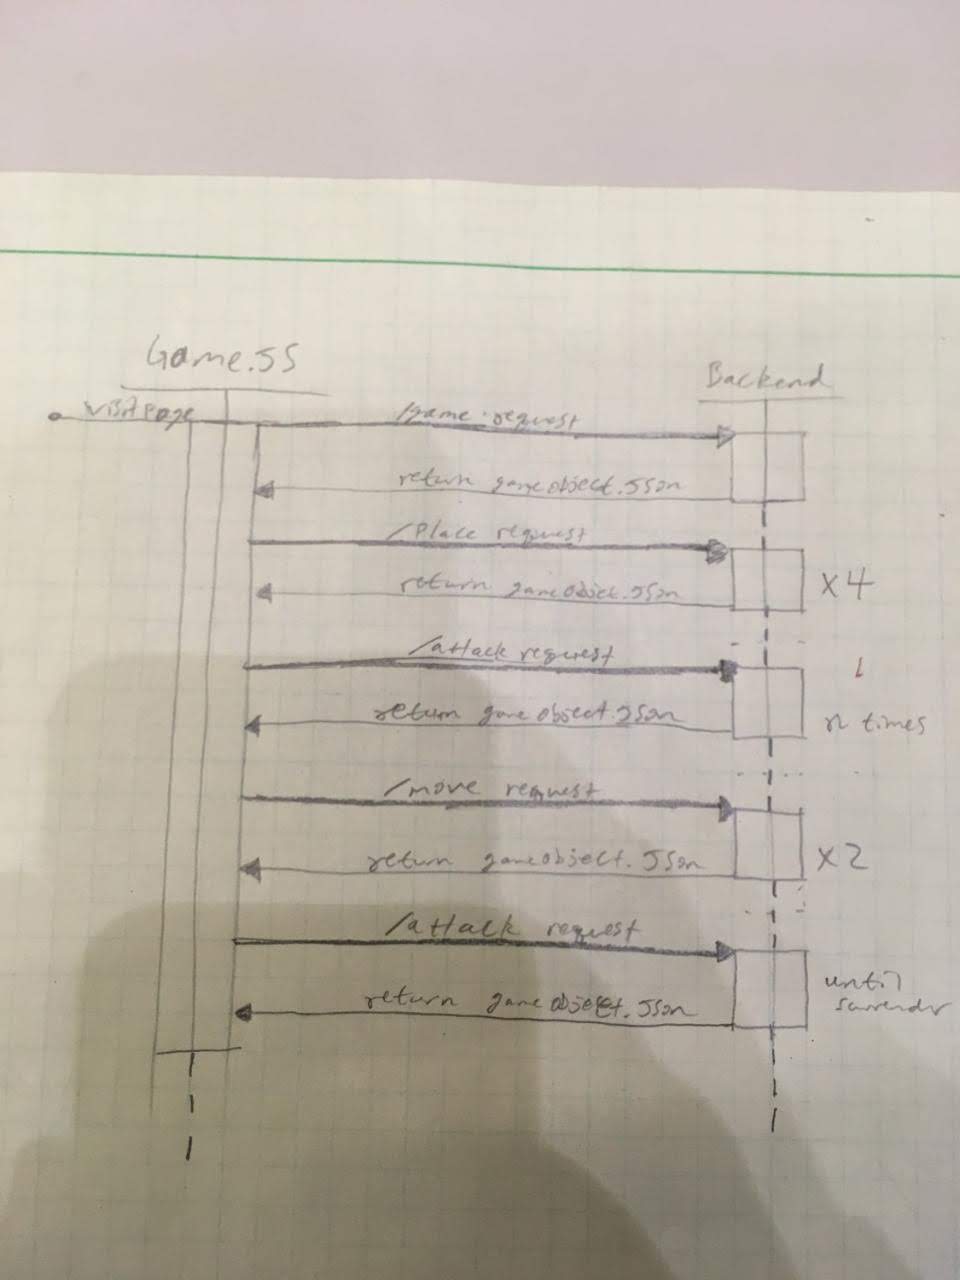 Game.JS
Backend
visit page
/game request
return gameobject.Json
/Place request
return gameobject.Json
x4
/attack request
return gameobject.Json
n times
/move request
return gameobject.Json
x2
/attack request
return gameobject.Json
until
surrender